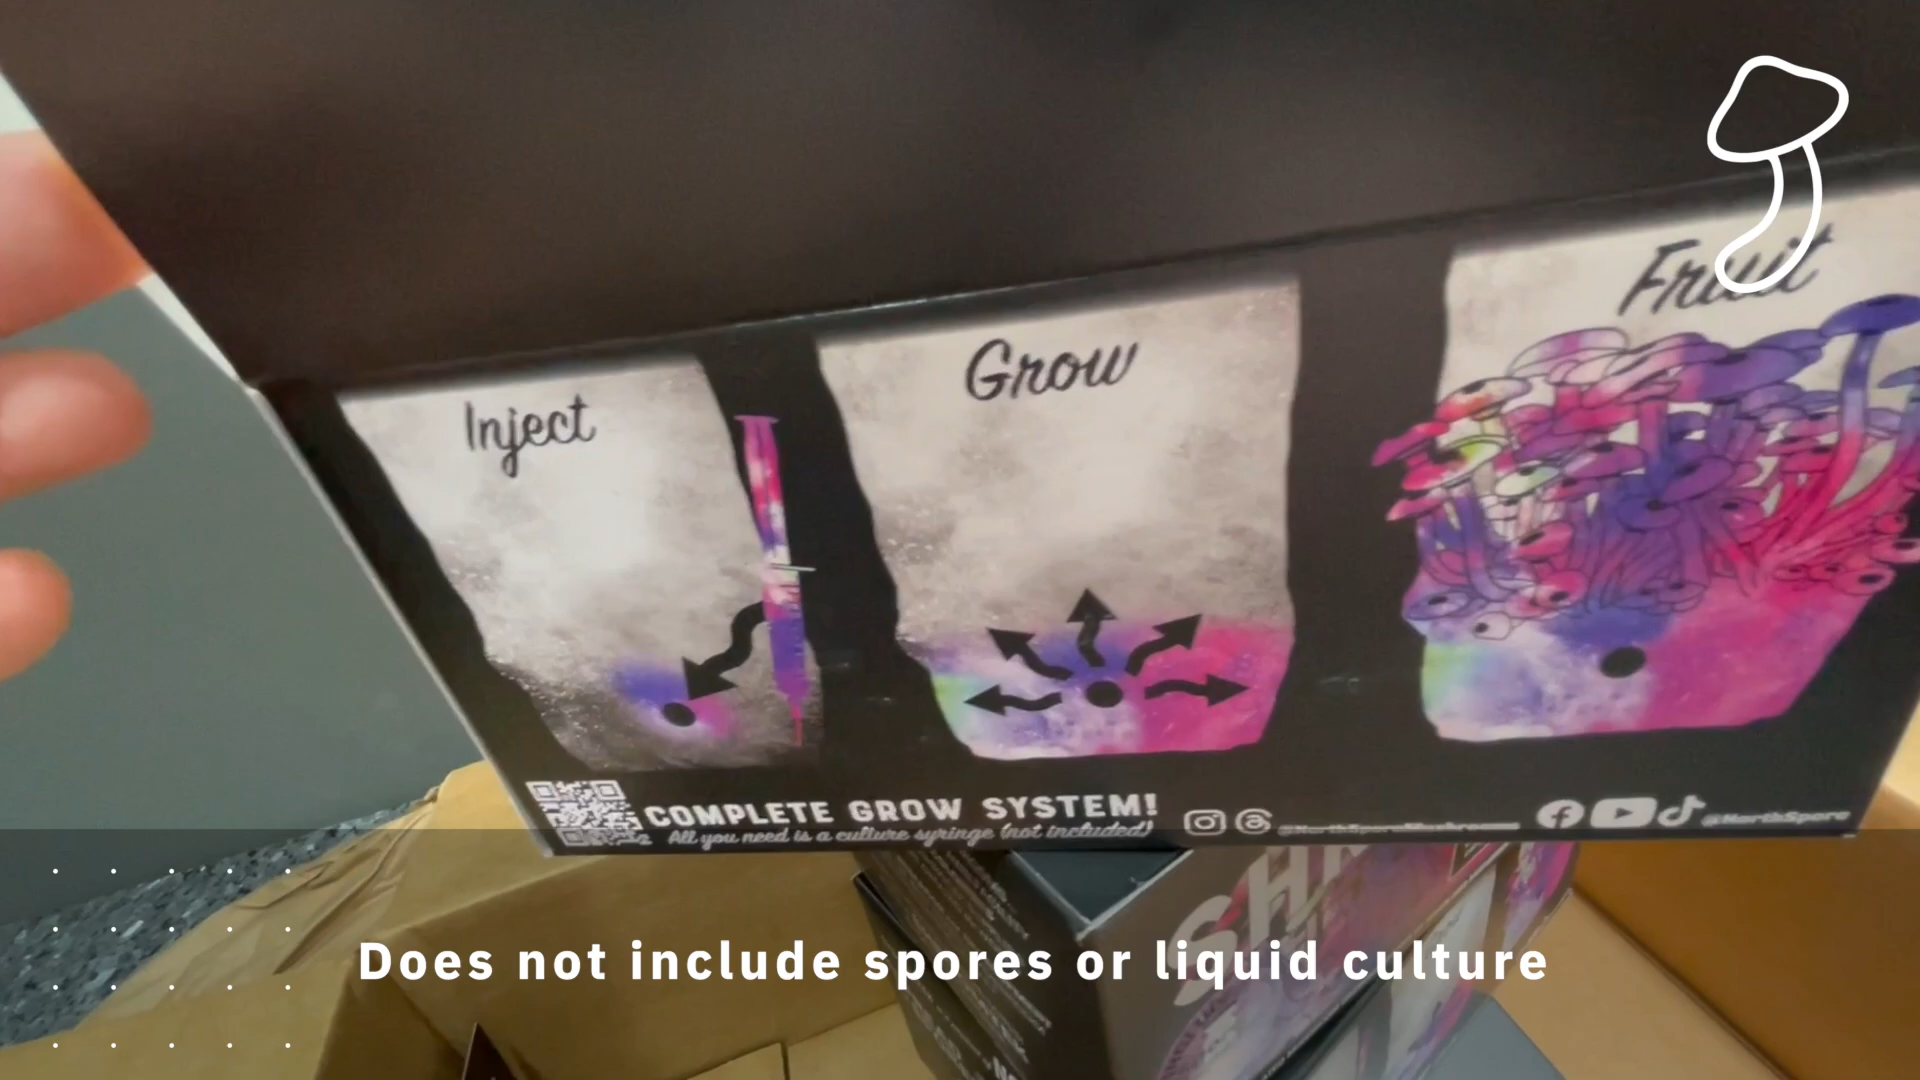 Inject
Grow
Fruit
COMPLETE GROW SYSTEM!
All you need is a culture syringe (not included)
@NorthSporeMushrooms
@NorthSpore
Does not include spores or liquid culture